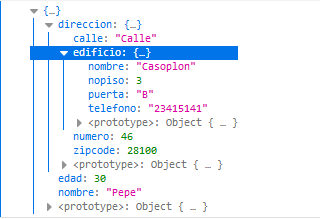 {…}
direccion: {…}
calle: "Calle"
edificio: {…}
nombre: "Casoplon"
nopiso: 3
puerta: "B"
telefono: "23415141"
<prototype>: Object { … }
numero: 46
zipcode: 28100
<prototype>: Object { … }
edad: 30
nombre: "Pepe"
<prototype>: Object { … }